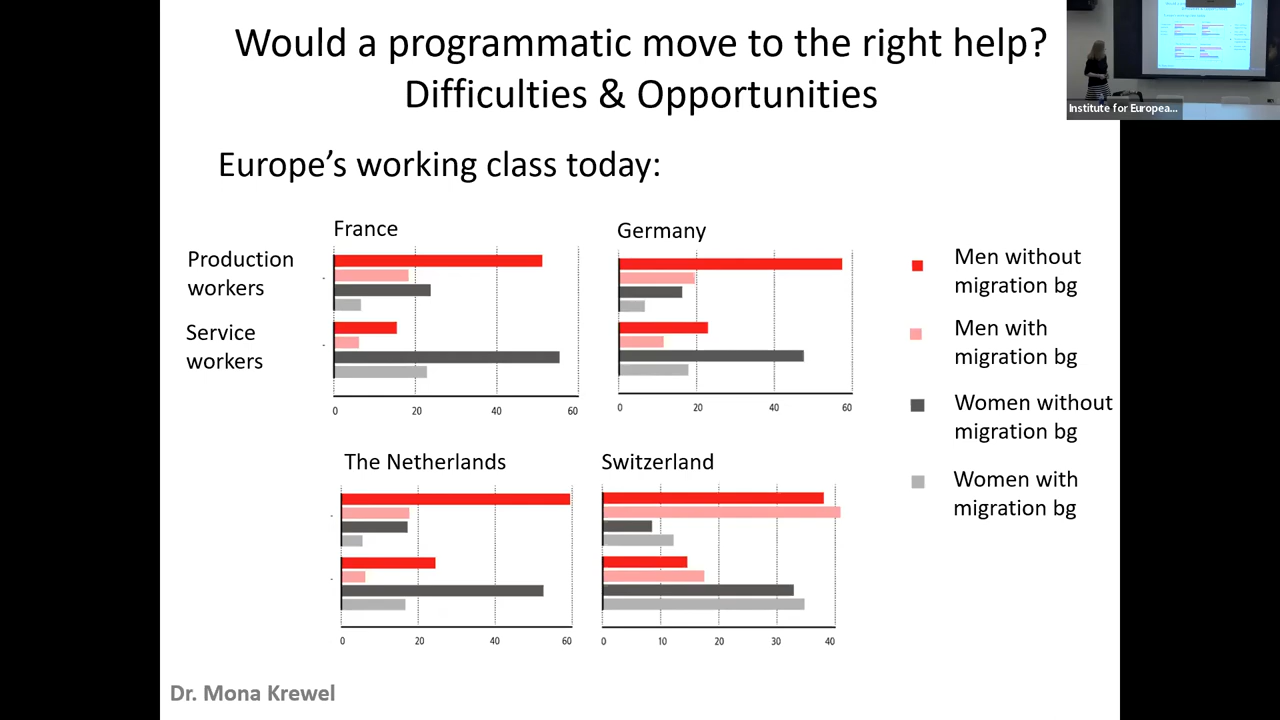 Would a programmatic move to the right help?
Difficulties & Opportunities
Institute for Europea...
Europe's working class today:
France
Germany
Production
workers
Service
workers
0 20 40 60
0 20 40 60
Men without
migration bg
Men with
migration bg
Women without
migration bg
Women with
migration bg
The Netherlands
Switzerland
0 20 40 60
0 10 20 30 40
Dr. Mona Krewel